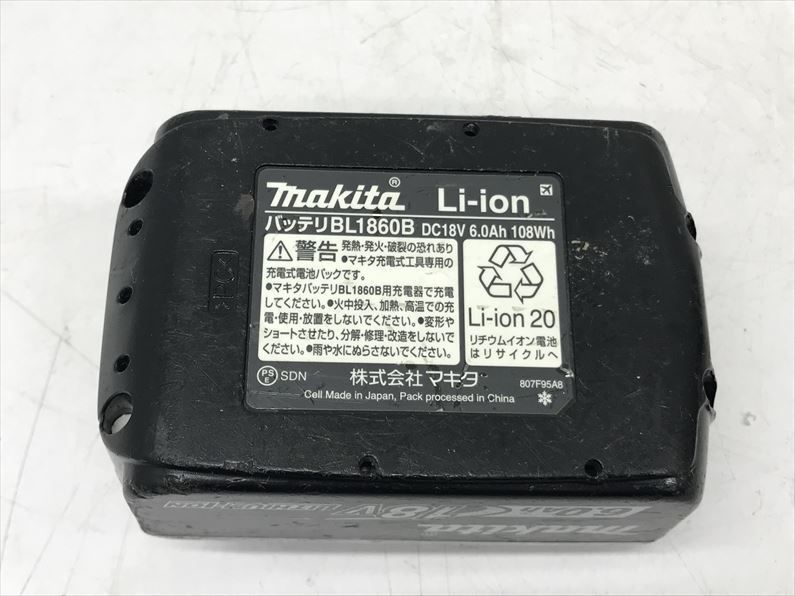 makita® Li-ion
バッテリBL1860B DC18V 6.0Ah 108Wh
警告 発熱・発火・破裂の恐れあり
●マキタ充電式工具専用の
充電式電池パックです。
●マキタバッテリBL1860B用充電器で充電
してください。●火中投入、加熱、高温での充
電・使用・放置をしないでください。●変形や
ショートさせたり、分解・修理・改造をしないでく
ださい。●雨や水にぬらさないでください。
Li-ion 20
リチウムイオン電池
はリサイクルへ
PS
E SDN 株式会社マキタ 807F95A8
Cell Made in Japan, Pack processed in China
makita 18V LITHIUM-ION 6.0Ah